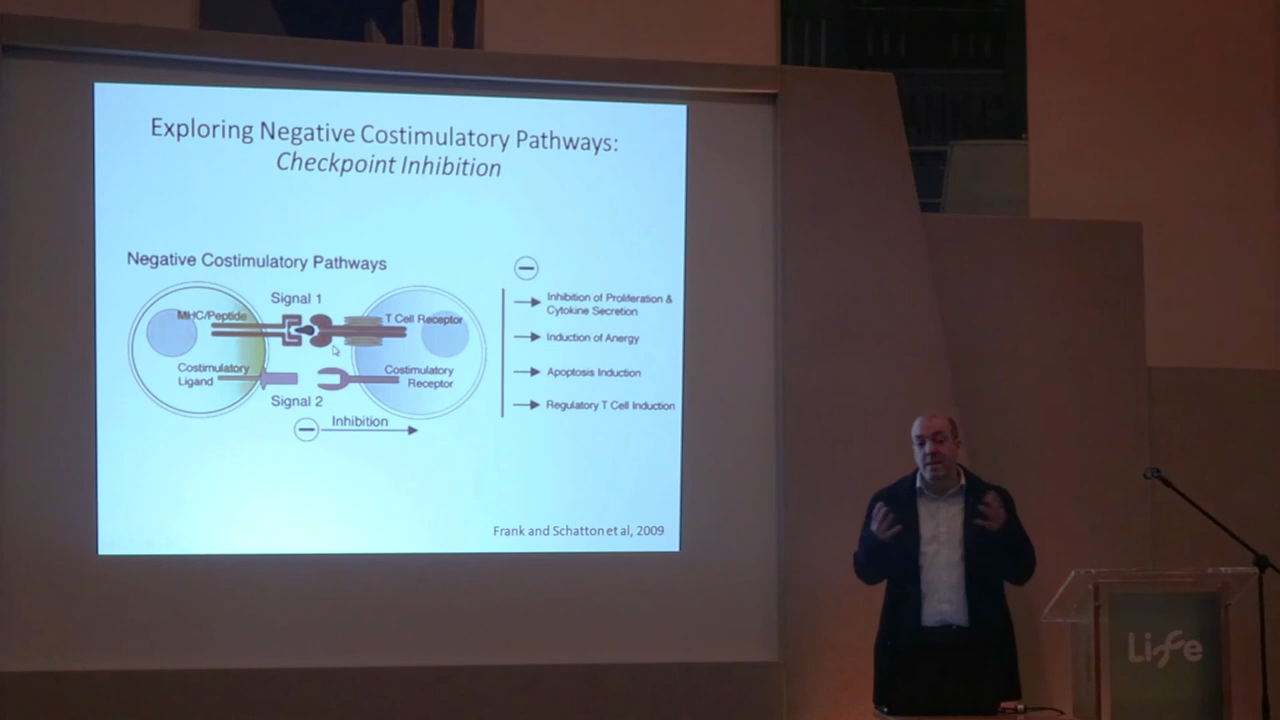 Exploring Negative Costimulatory Pathways:
Checkpoint Inhibition
Negative Costimulatory Pathways
Signal 1
MHC/Peptide
T Cell Receptor
Costimulatory
Ligand
Costimulatory
Receptor
Signal 2
Inhibition
Inhibition of Proliferation &
Cytokine Secretion
Induction of Anergy
Apoptosis Induction
Regulatory T Cell Induction
Frank and Schatton et al, 2009
Life